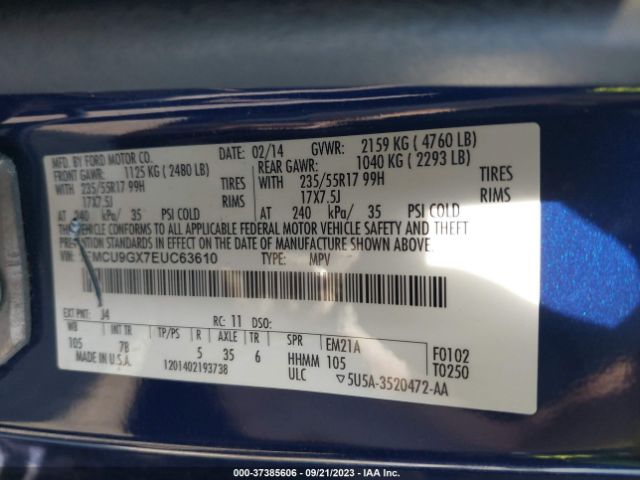 MFD. BY FORD MOTOR CO.
DATE: 02/14 GVWR: 2159 KG (4760 LB)
FRONT GAWR: 1125 KG (2480 LB) REAR GAWR: 1040 KG (2293 LB)
WITH 235/55R17 99H TIRES WITH 235/55R17 99H TIRES
17X7.5J RIMS 17X7.5J RIMS
AT 240 kPa/ 35 PSI COLD AT 240 kPa/ 35 PSI COLD
THIS VEHICLE CONFORMS TO ALL APPLICABLE FEDERAL MOTOR VEHICLE SAFETY AND THEFT
PREVENTION STANDARDS IN EFFECT ON THE DATE OF MANUFACTURE SHOWN ABOVE.
VIN: FMCU9GX7EUC63610 TYPE: MPV
EXT PNT: J4 RC: 11 DSO:
WB INT TR TP/PS R AXLE TR SPR EM21A F0102
105 7B 5 35 6 HHMM 105 T0250
MADE IN U.S.A. 1201402193738 ULC ▽5U5A-3520472-AA
000-37385606 - 09/21/2023 - IAA Inc.